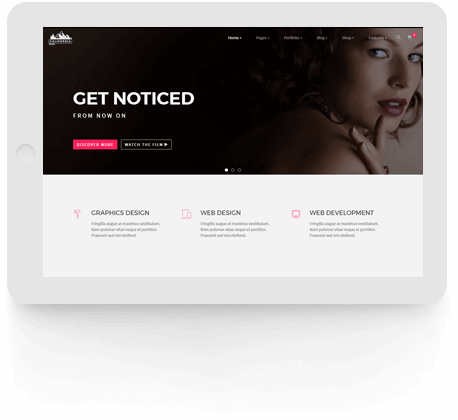 CALIFORNIA
Home
Pages
Portfolio
Blog
Shop
Features
GET NOTICED
FROM NOW ON
DISCOVER MORE
WATCH THE FILM
GRAPHICS DESIGN
Fringilla augue at maximus vestibulum.
Nam pulvinar vitae neque et porttitor.
Praesent sed nisi eleifend.
WEB DESIGN
Fringilla augue at maximus vestibulum.
Nam pulvinar vitae neque et porttitor.
Praesent sed nisi eleifend.
WEB DEVELOPMENT
Fringilla augue at maximus vestibulum.
Nam pulvinar vitae neque et porttitor.
Praesent sed nisi eleifend.